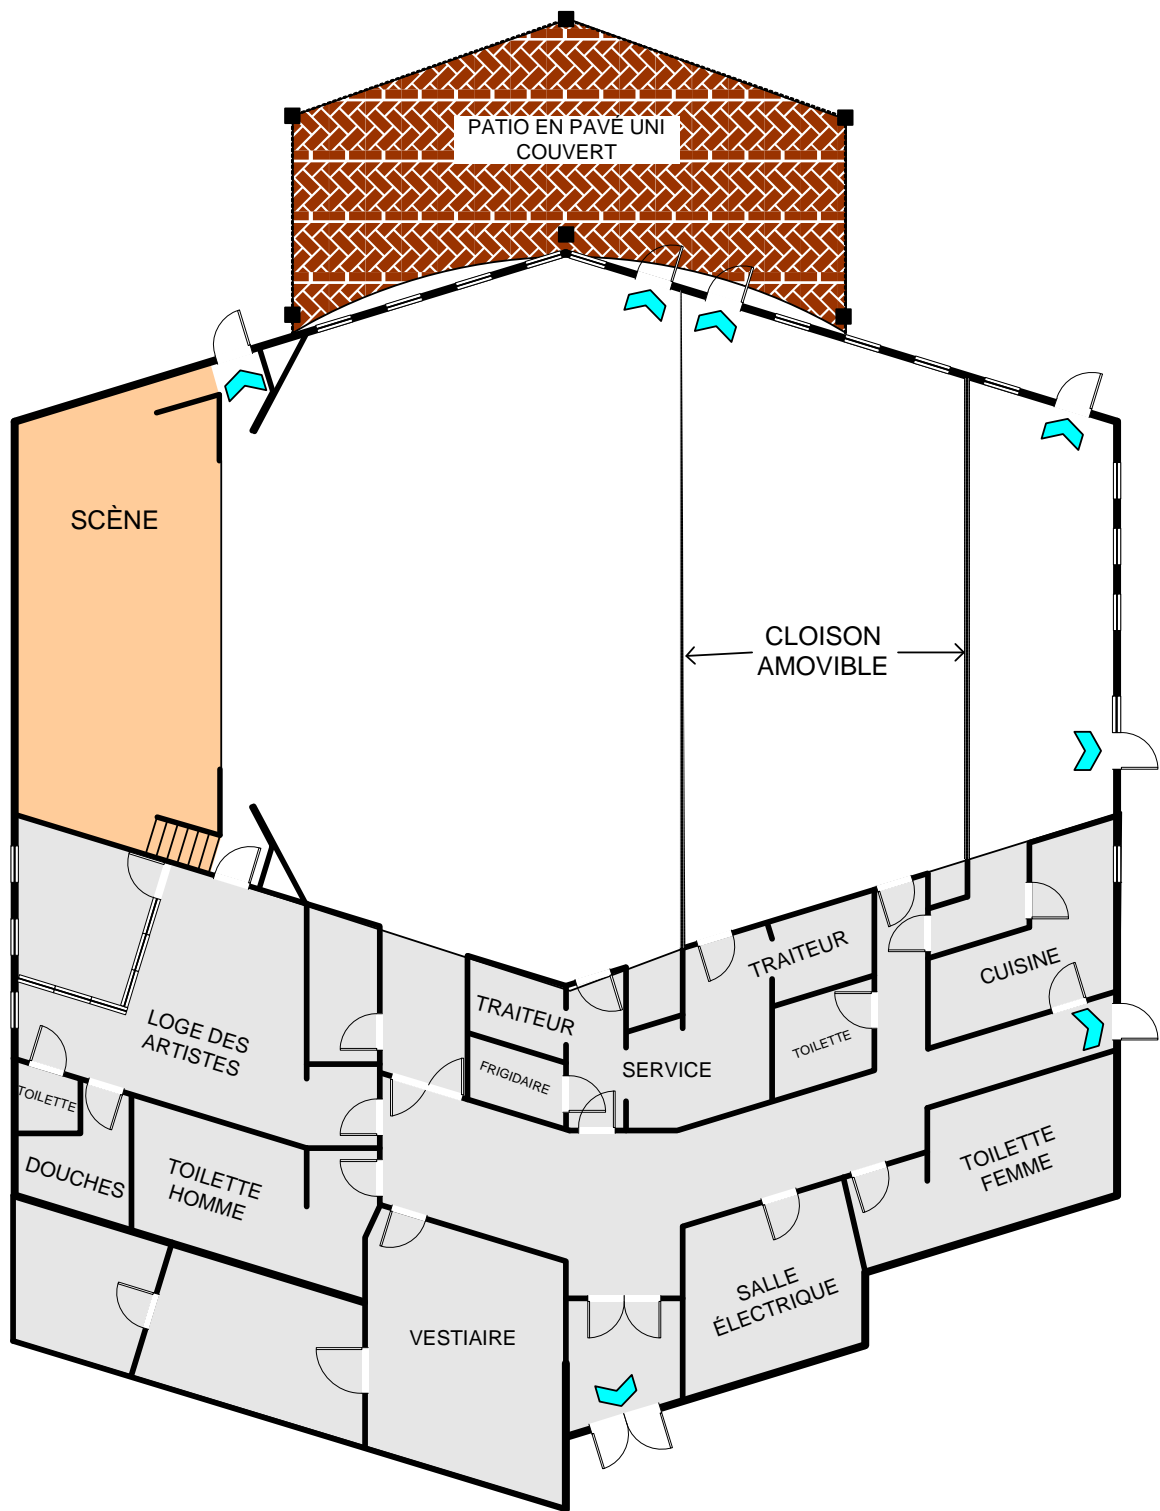 PATIO EN PAVÉ UNI
COUVERT
SCÈNE
CLOISON
AMOVIBLE
TRAITEUR
CUISINE
TRAITEUR
LOGE DES
ARTISTES
TOILETTE
SERVICE
FRIGIDAIRE
TOILETTE
DOUCHES
TOILETTE
HOMME
TOILETTE
FEMME
SALLE
ÉLECTRIQUE
VESTIAIRE